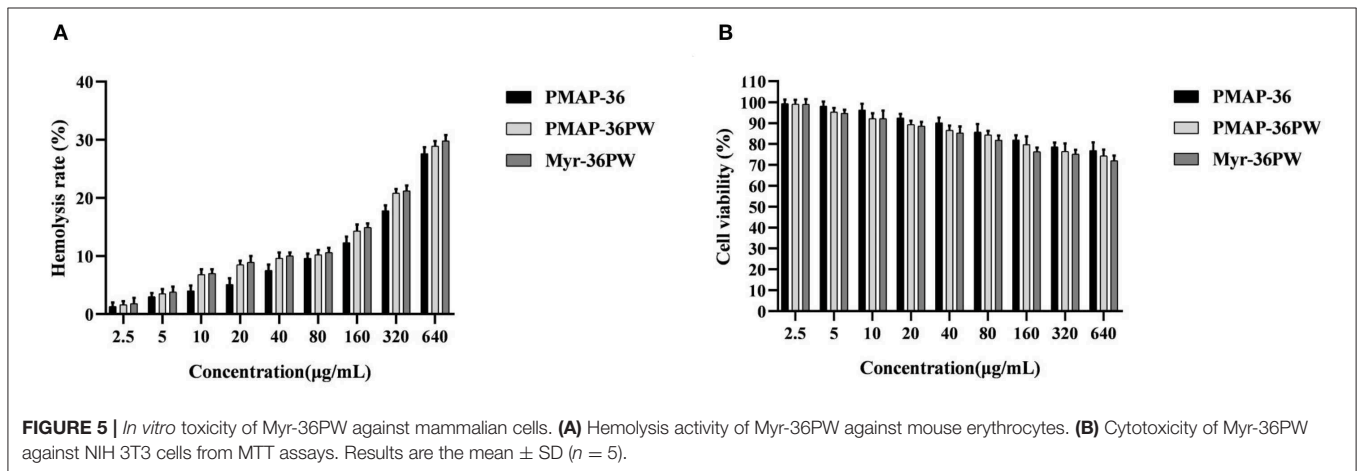 A
Hemolysis rate (%)
40
30
20
10
0
2.5 5 10 20 40 80 160 320 640
Concentration(μg/mL)
PMAP-36
PMAP-36PW
Myr-36PW
B
Cell viability (%)
110
100
90
80
70
60
50
40
30
20
10
0
2.5 5 10 20 40 80 160 320 640
Concentration(μg/mL)
PMAP-36
PMAP-36PW
Myr-36PW
FIGURE 5 | In vitro toxicity of Myr-36PW against mammalian cells. (A) Hemolysis activity of Myr-36PW against mouse erythrocytes. (B) Cytotoxicity of Myr-36PW
against NIH 3T3 cells from MTT assays. Results are the mean ± SD (n = 5).